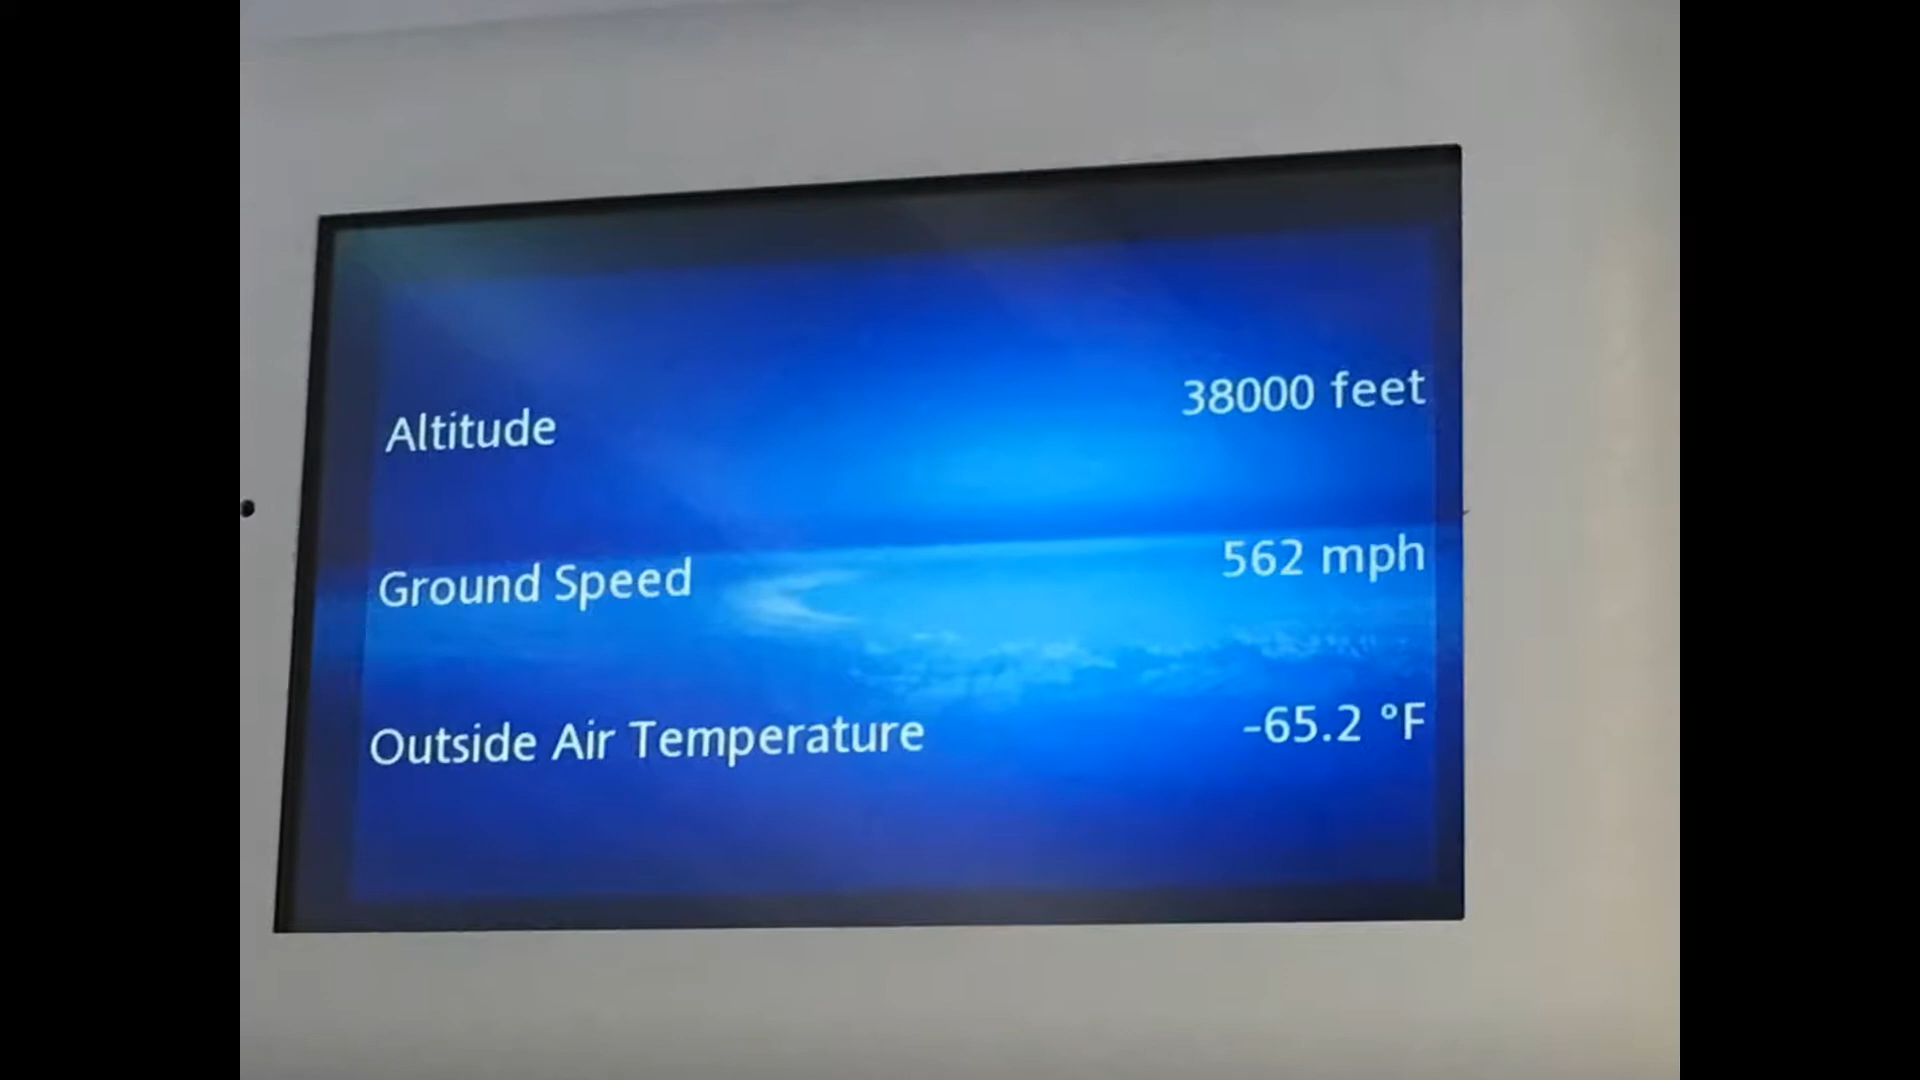 Altitude 38000 feet
Ground Speed 562 mph
Outside Air Temperature -65.2 °F